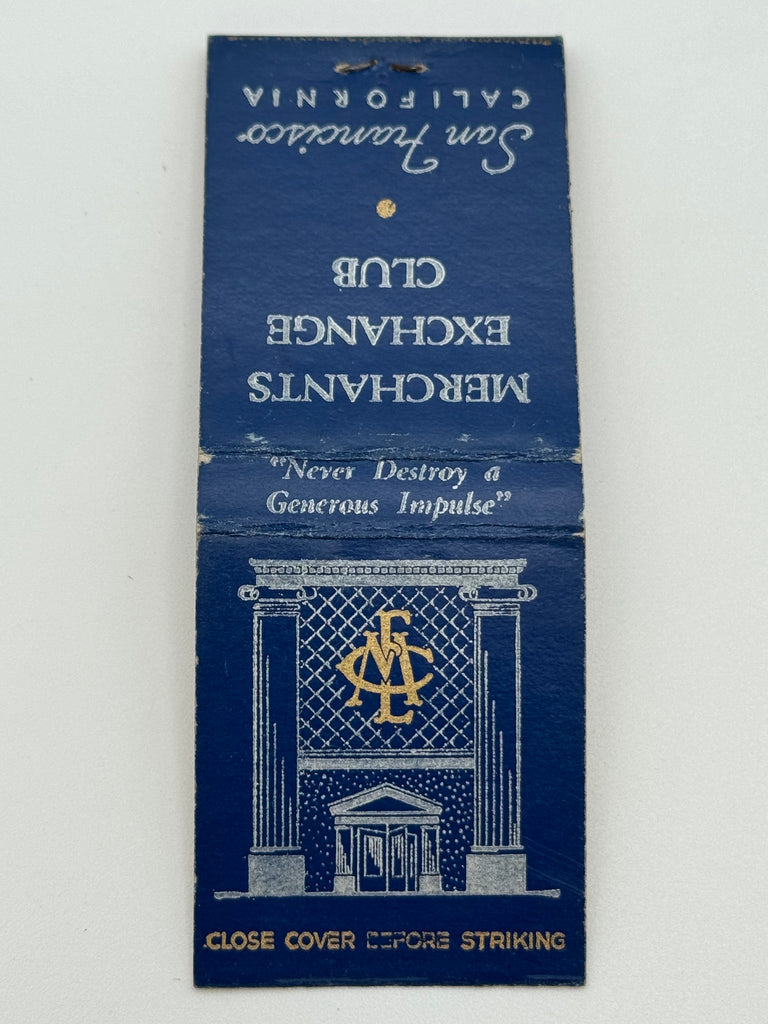 MERCHANTS
EXCHANGE
CLUB
San Francisco
CALIFORNIA
"Never Destroy a
Generous Impulse"
MEC
CLOSE COVER BEFORE STRIKING